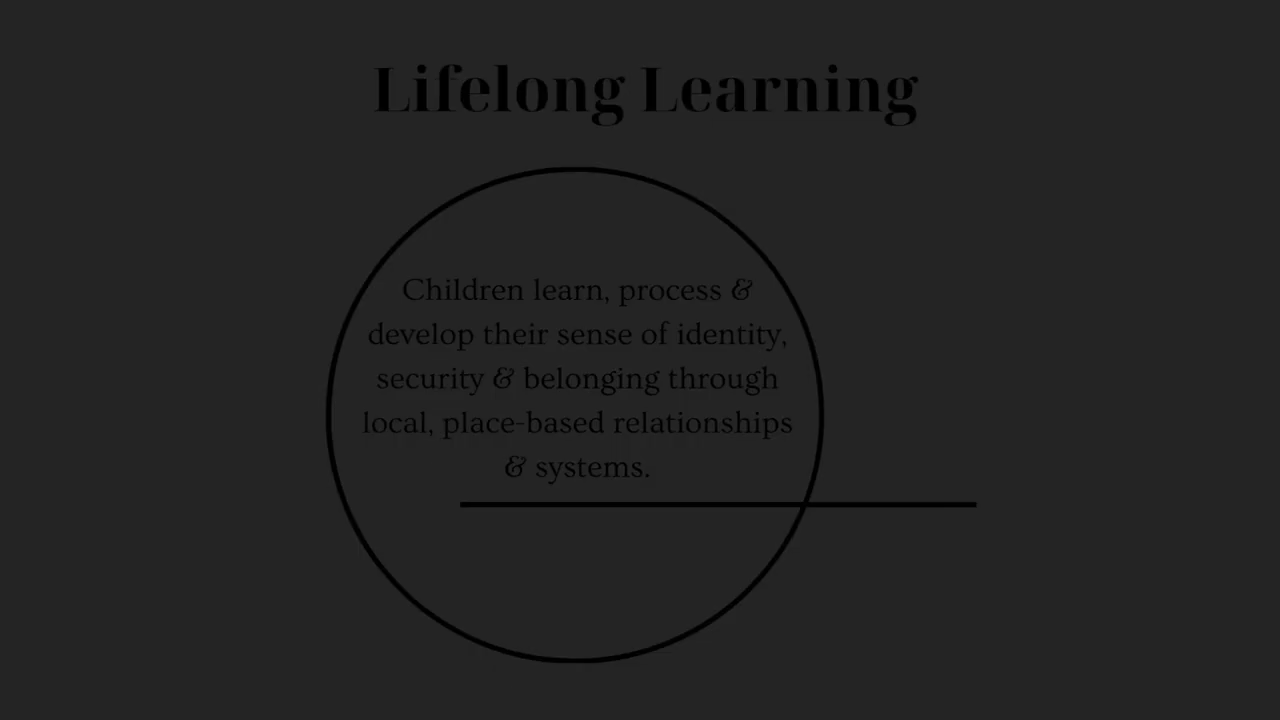 Lifelong Learning
Children learn, process &
develop their sense of identity,
security & belonging through
local, place-based relationships
& systems.